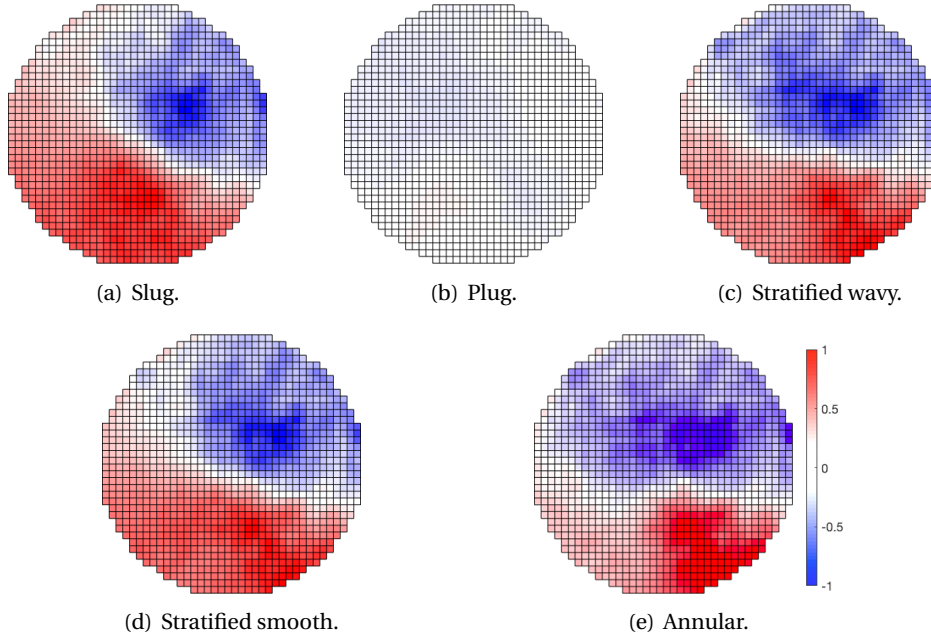 (a) Slug.
(b) Plug.
(c) Stratified wavy.
1
0.5
0
-0.5
-1
(d) Stratified smooth.
(e) Annular.